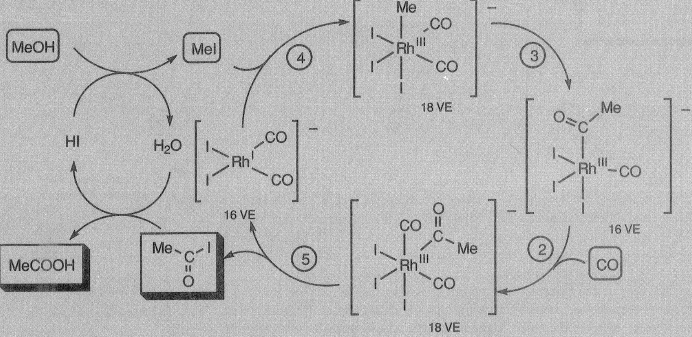 MeOH
MeI
HI
H₂O
MeCOOH
Me I
C
O
4
[ Me
I CO
Rh III
I CO
I ] −
18 VE
3
[ I CO
Rh I
I CO ] −
16 VE
[ Me
O C
I
Rh III CO
I
I ] −
16 VE
2
CO
[ O
CO C
I Me
Rh III
I CO
I ] −
18 VE
5